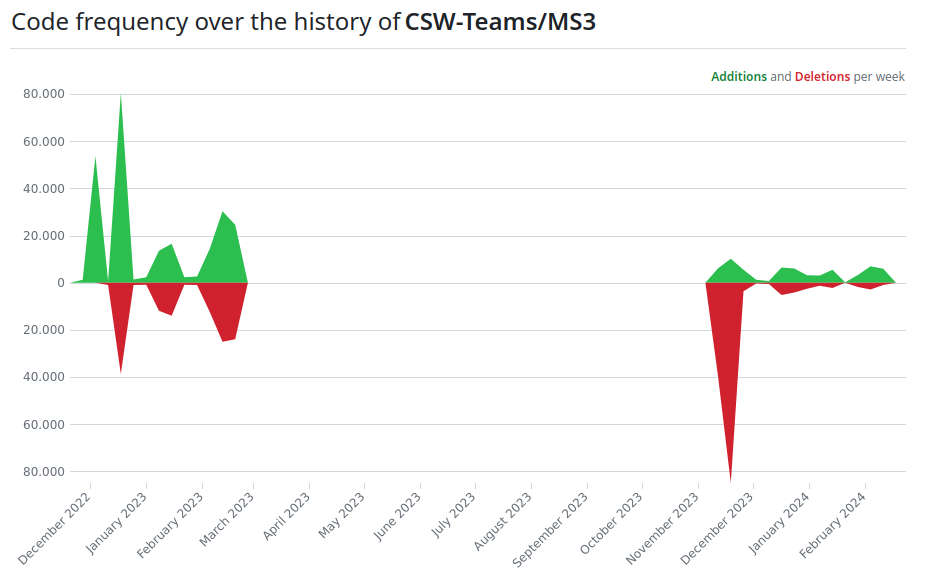 Code frequency over the history of CSW-Teams/MS3
Additions and Deletions per week
80.000
60.000
40.000
20.000
0
20.000
40.000
60.000
80.000
December 2022
January 2023
February 2023
March 2023
April 2023
May 2023
June 2023
July 2023
August 2023
September 2023
October 2023
November 2023
December 2023
January 2024
February 2024